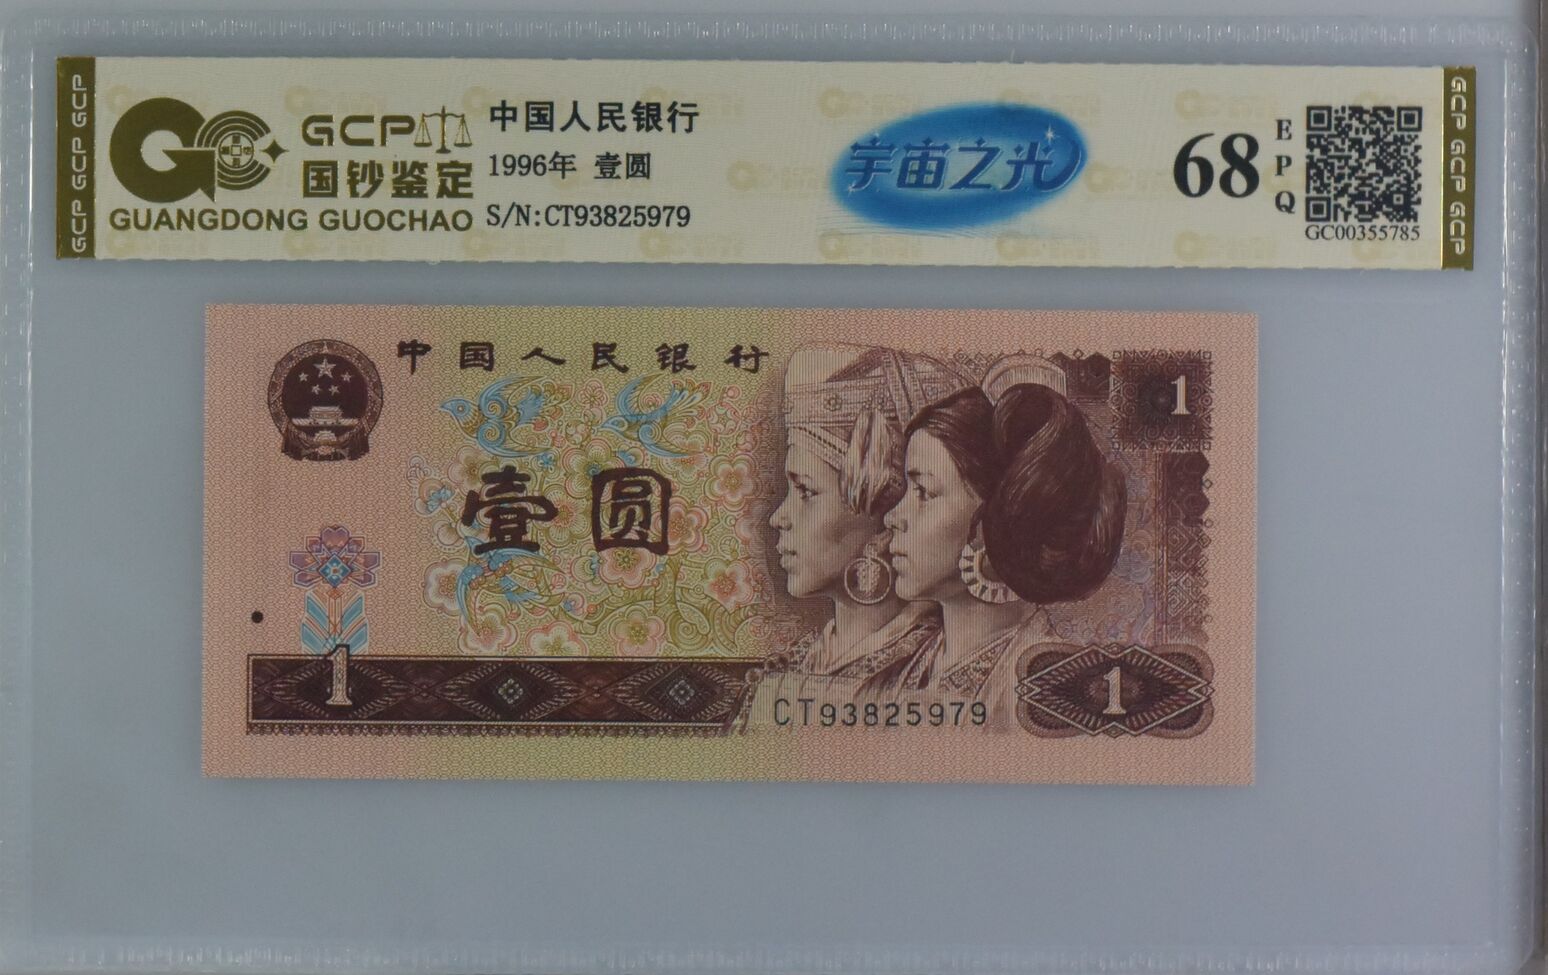 GCP GCP GCP
GCP
国钞鉴定
GUANGDONG GUOCHAO
中国人民银行
1996年 壹圆
S/N:CT93825979
宇宙之光
68
EPQ
GC00355785
GCP GCP GCP
中国人民银行
1
壹圆
1
CT93825979
1